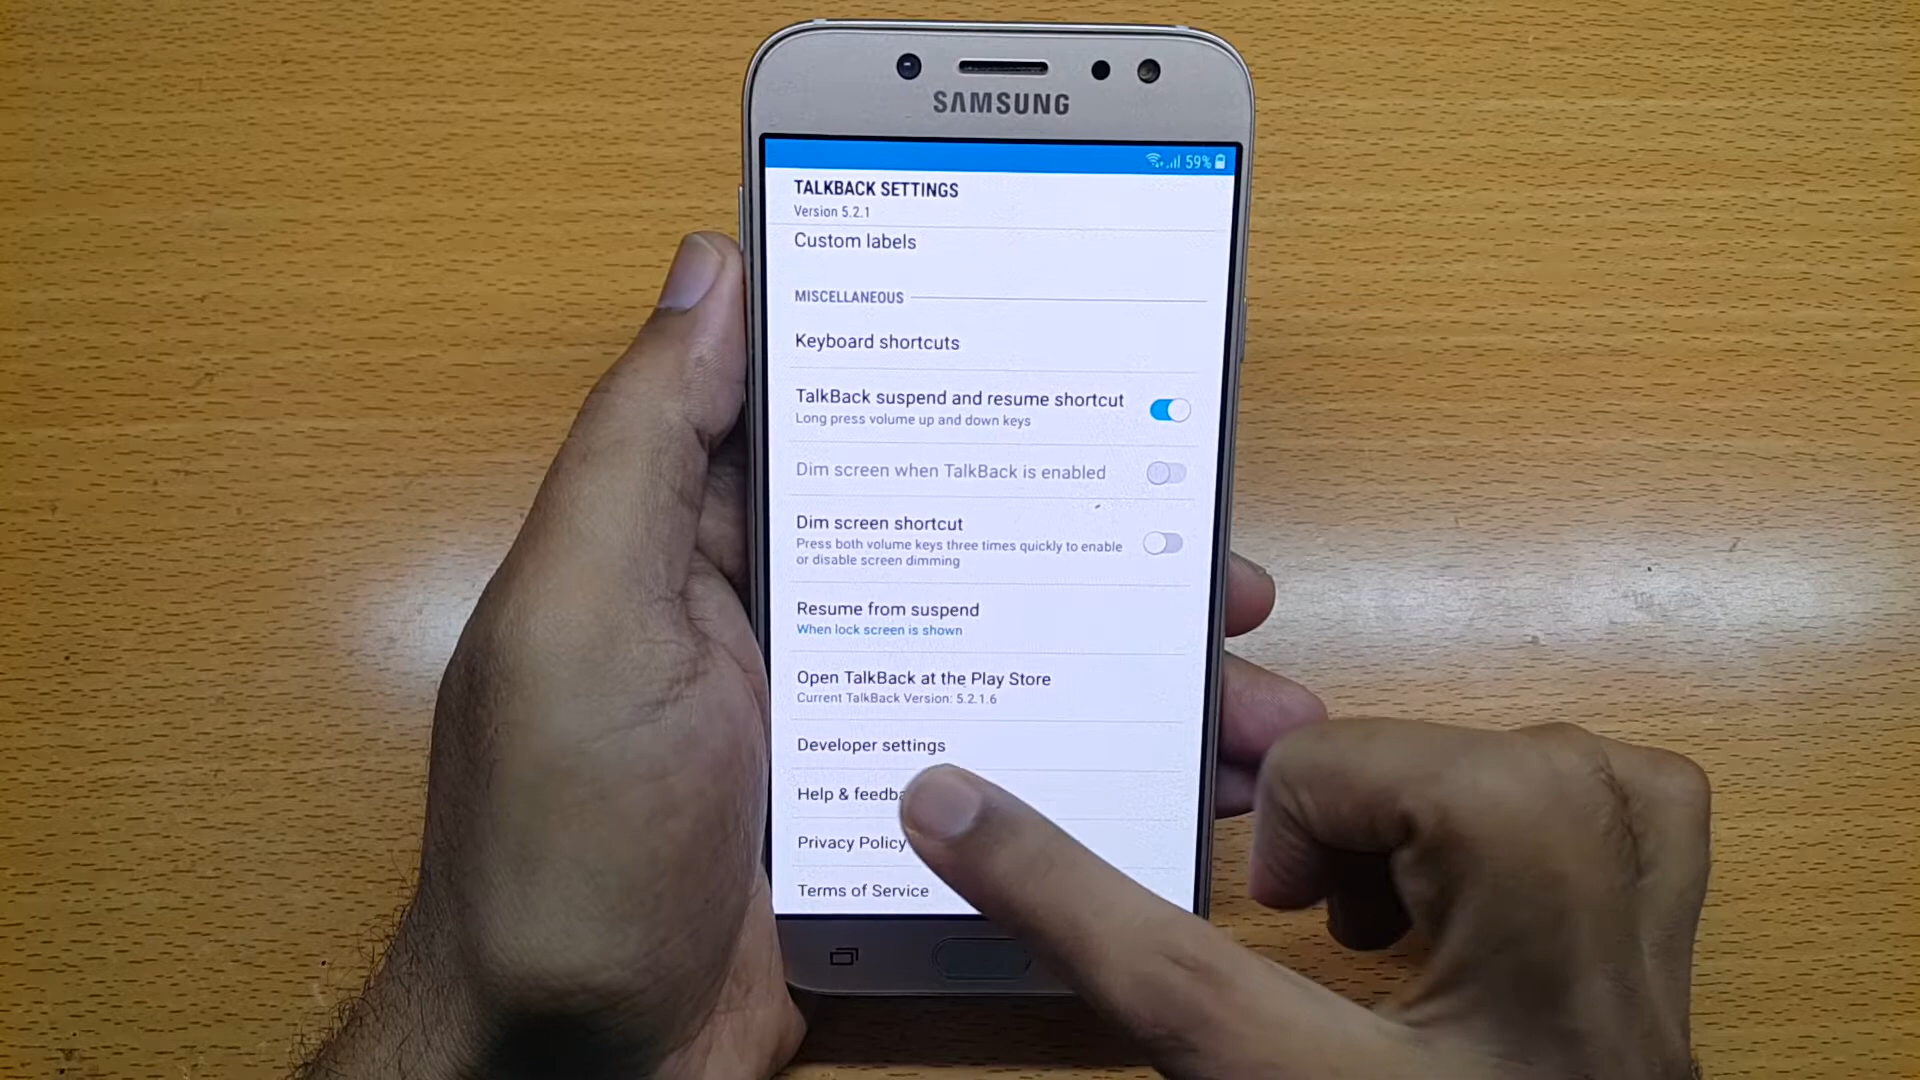 SAMSUNG
59%
TALKBACK SETTINGS
Version 5.2.1
Custom labels
MISCELLANEOUS
Keyboard shortcuts
TalkBack suspend and resume shortcut
Long press volume up and down keys
Dim screen when TalkBack is enabled
Dim screen shortcut
Press both volume keys three times quickly to enable
or disable screen dimming
Resume from suspend
When lock screen is shown
Open TalkBack at the Play Store
Current TalkBack Version: 5.2.1.6
Developer settings
Help & feedba
Privacy Policy
Terms of Service